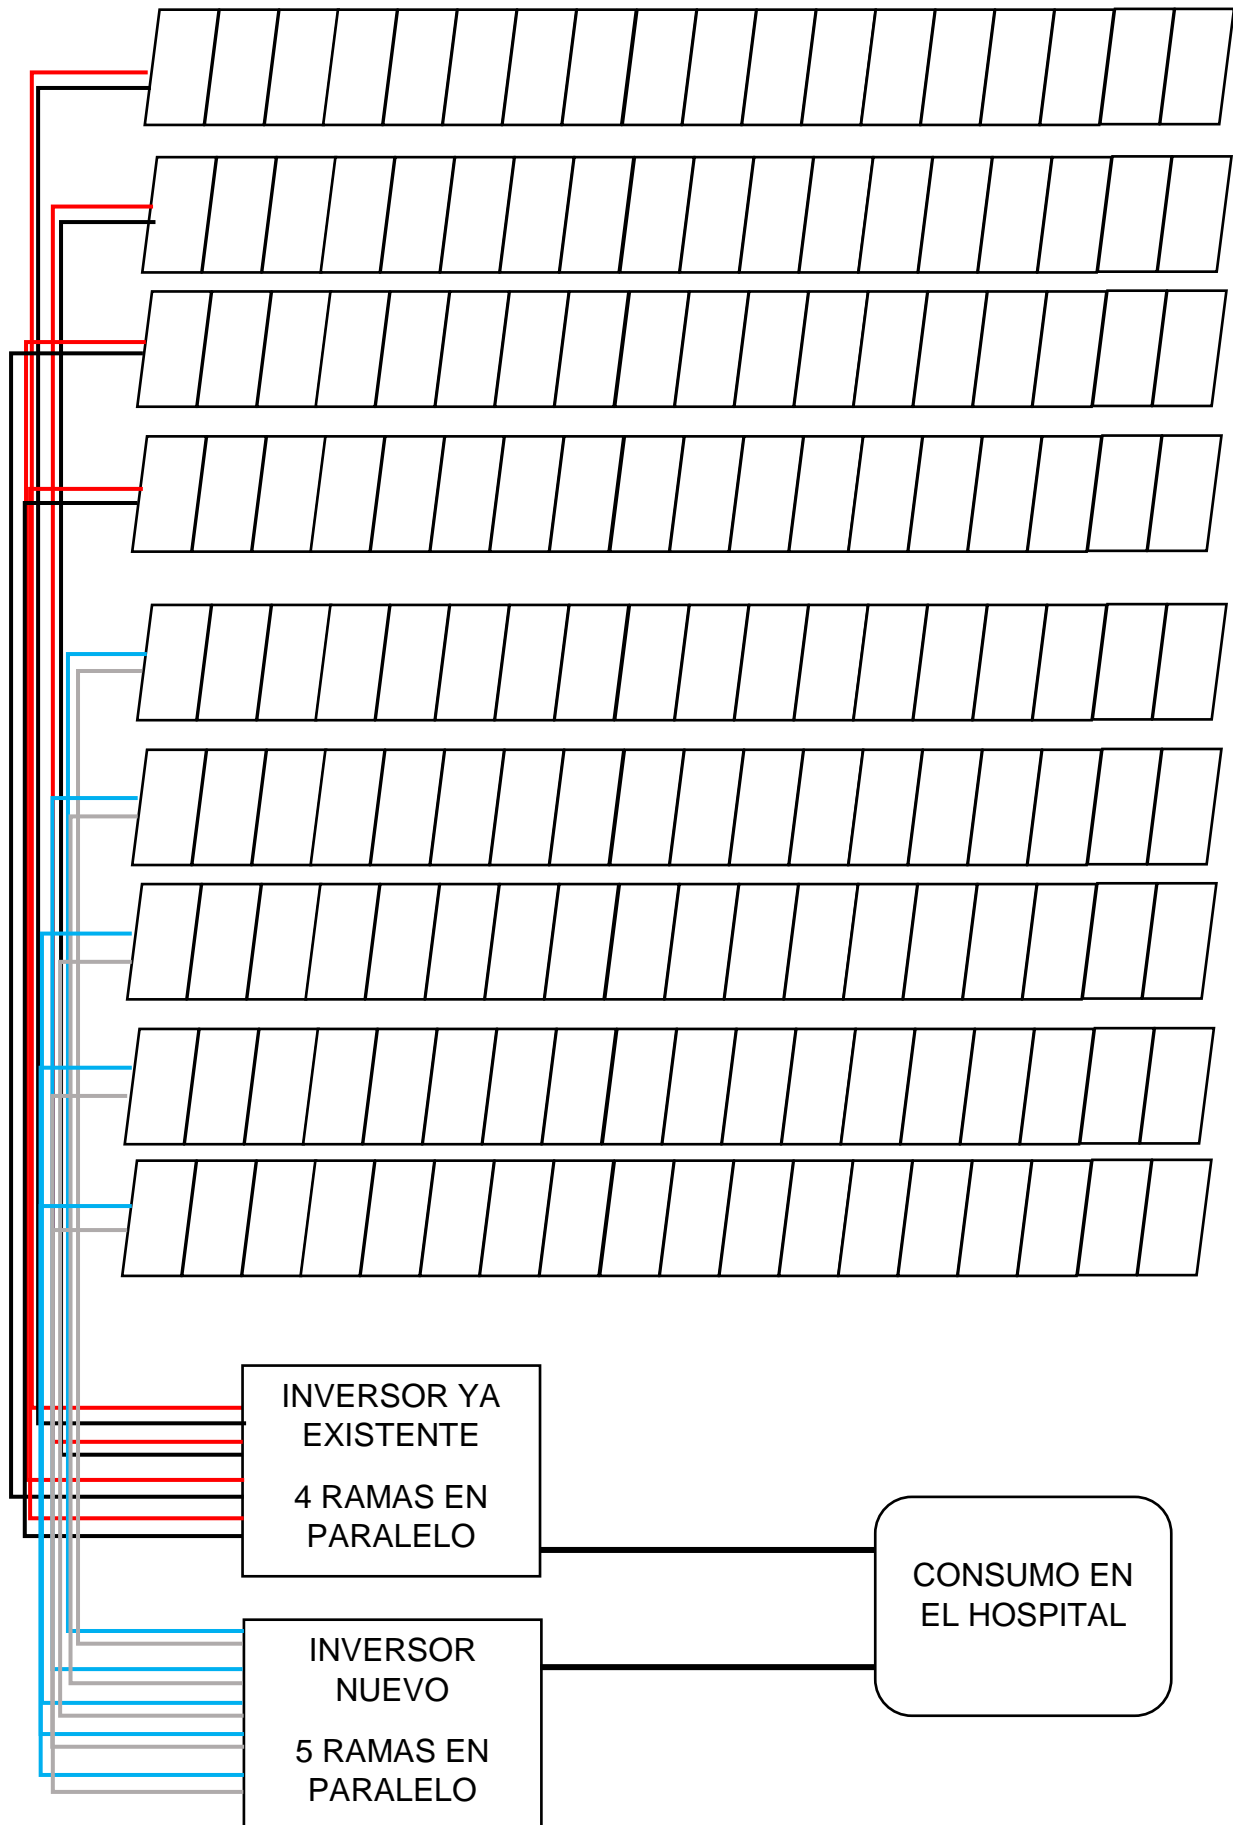 INVERSOR YA
EXISTENTE
4 RAMAS EN
PARALELO
CONSUMO EN
EL HOSPITAL
INVERSOR
NUEVO
5 RAMAS EN
PARALELO